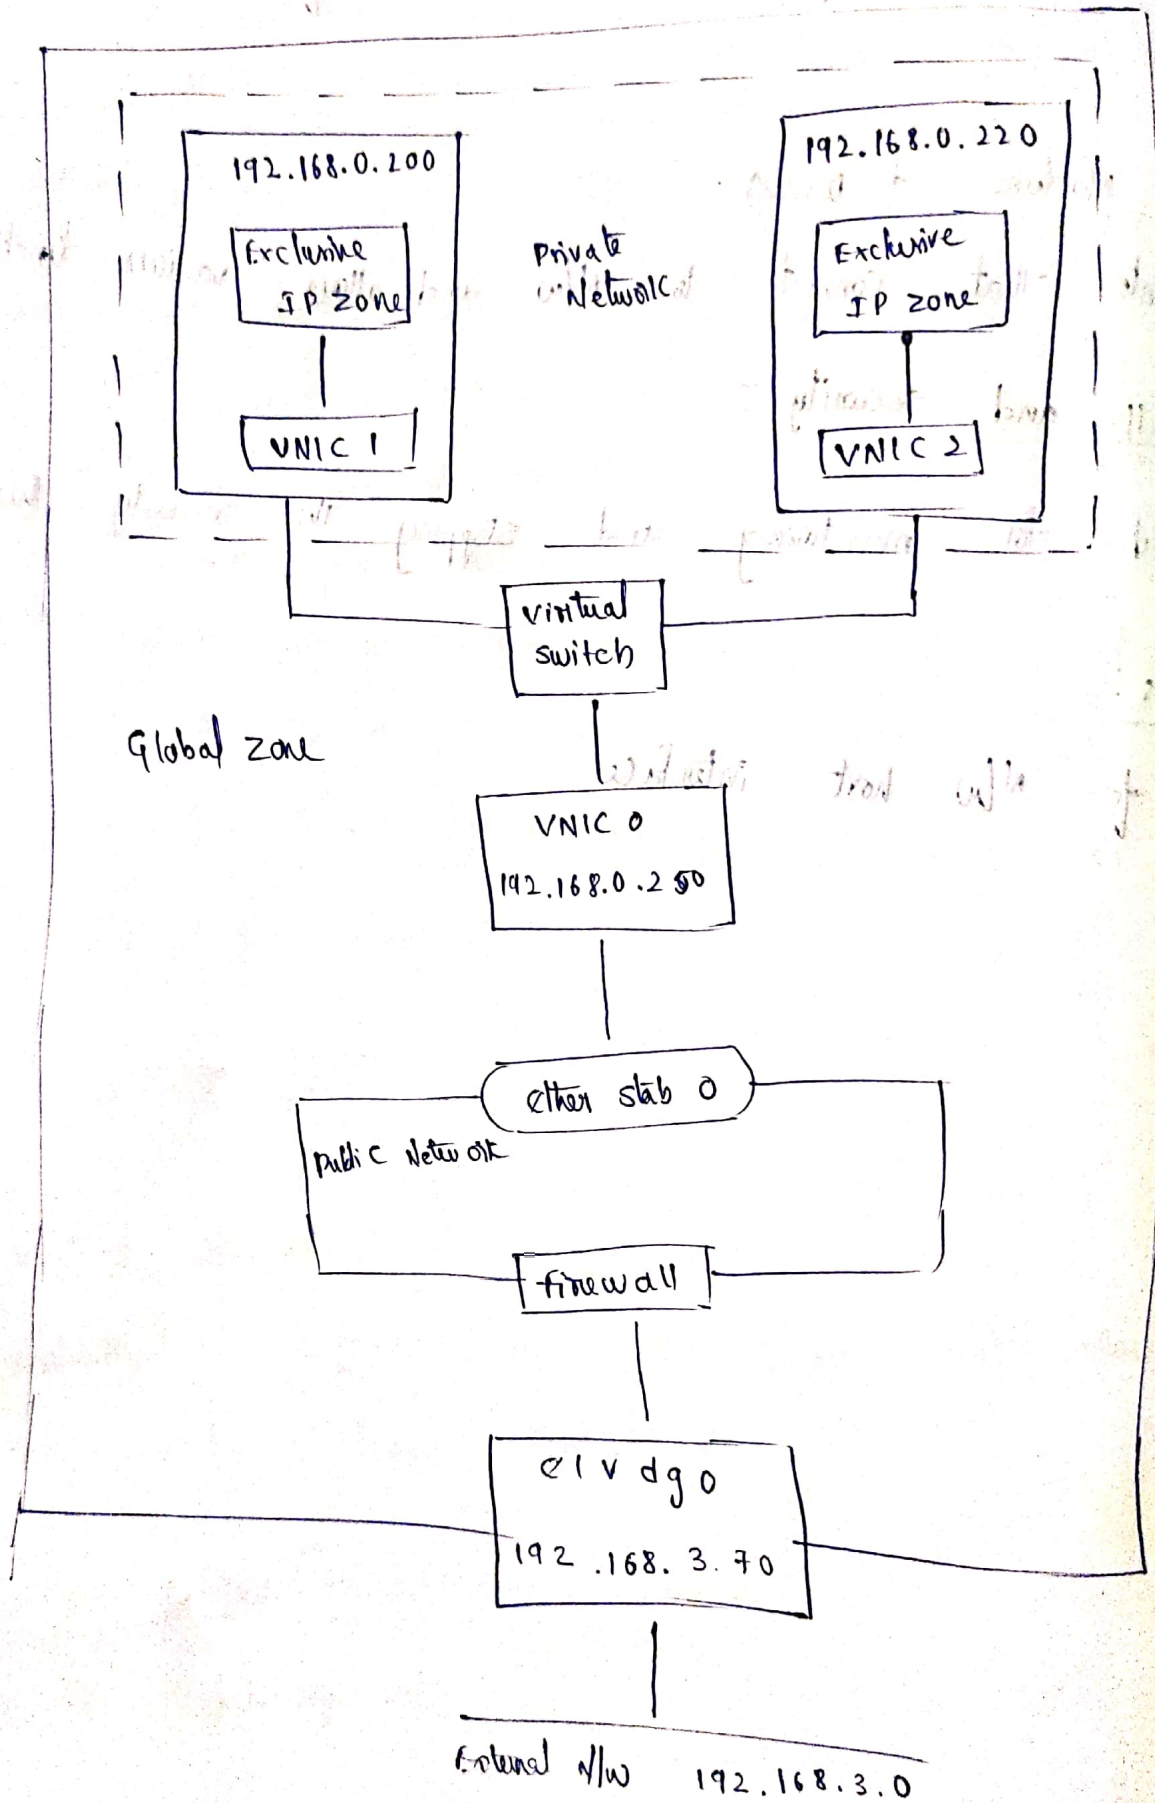 192.168.0.200
192.168.0.220
Exclusive
IP zone
Private
Network
Exclusive
IP zone
VNIC 1
VNIC 2
virtual
switch
Global zone
VNIC 0
192.168.0.250
ether stab 0
Public Network
firewall
e1vdg0
192.168.3.70
External N/W 192.168.3.0